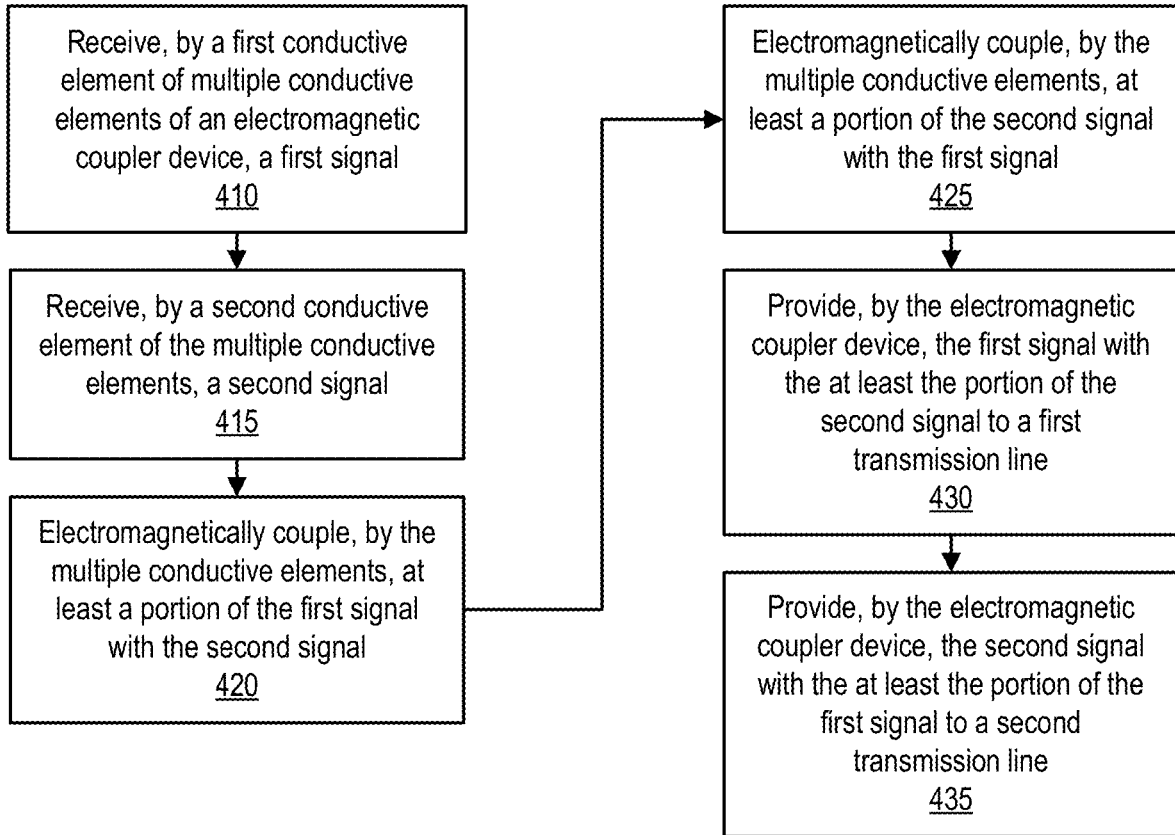 Receive, by a first conductive
element of multiple conductive
elements of an electromagnetic
coupler device, a first signal
410
Receive, by a second conductive
element of the multiple conductive
elements, a second signal
415
Electromagnetically couple, by the
multiple conductive elements, at
least a portion of the first signal
with the second signal
420
Electromagnetically couple, by the
multiple conductive elements, at
least a portion of the second signal
with the first signal
425
Provide, by the electromagnetic
coupler device, the first signal with
the at least the portion of the
second signal to a first
transmission line
430
Provide, by the electromagnetic
coupler device, the second signal
with the at least the portion of the
first signal to a second
transmission line
435